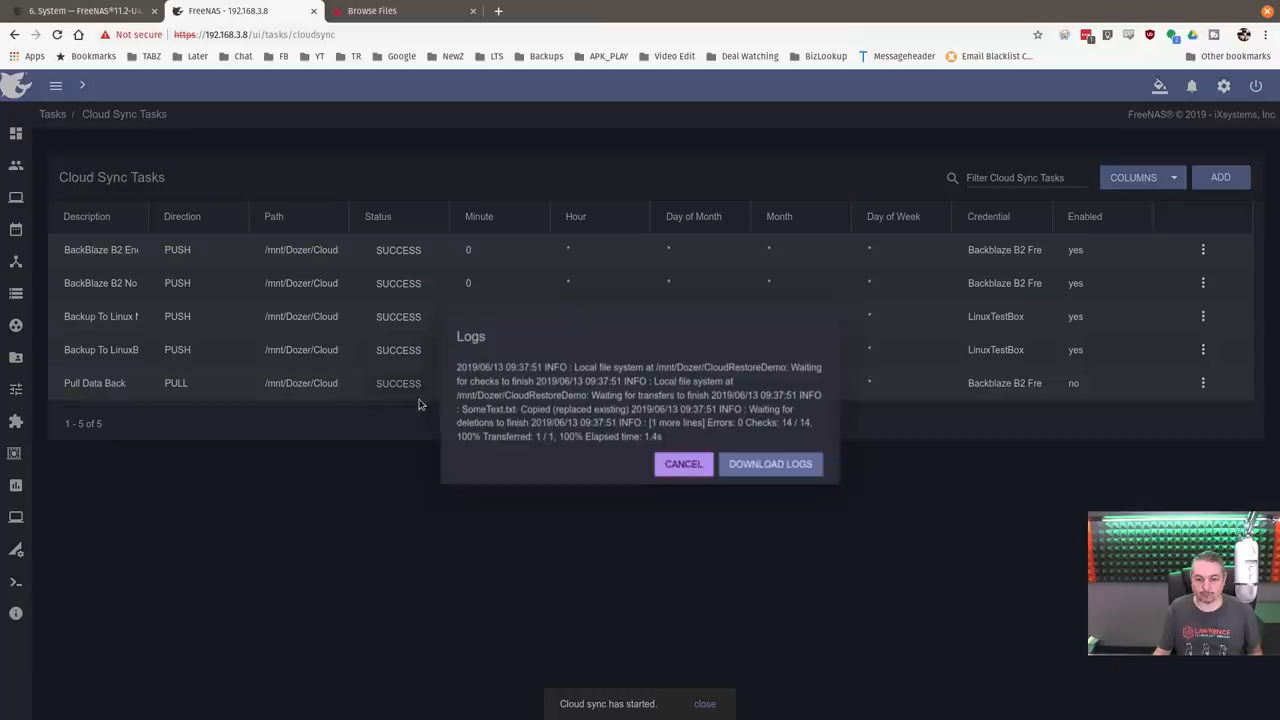 6. System — FreeNAS®11.2-U4
FreeNAS - 192.168.3.8
Browse Files
Not secure
https://192.168.3.8/ui/tasks/cloudsync
Apps
Bookmarks
TABZ
Later
Chat
FB
YT
TR
Google
NewZ
LTS
Backups
APK_PLAY
Video Edit
Deal Watching
BizLookup
Messageheader
Email Blacklist C...
Other bookmarks
Tasks / Cloud Sync Tasks
FreeNAS® © 2019 - iXsystems, Inc.
Cloud Sync Tasks
Filter Cloud Sync Tasks
COLUMNS
ADD
Description Direction Path Status Minute Hour Day of Month Month Day of Week Credential Enabled
BackBlaze B2 En PUSH /mnt/Dozer/Cloud SUCCESS 0 * * * * Backblaze B2 Fre yes
BackBlaze B2 No PUSH /mnt/Dozer/Cloud SUCCESS 0 * * * * Backblaze B2 Fre yes
Backup To Linux PUSH /mnt/Dozer/Cloud SUCCESS * LinuxTestBox yes
Backup To LinuxB PUSH /mnt/Dozer/Cloud SUCCESS * LinuxTestBox yes
Pull Data Back PULL /mnt/Dozer/Cloud SUCCESS * Backblaze B2 Fre no
1 - 5 of 5
Logs
2019/06/13 09:37:51 INFO : Local file system at /mnt/Dozer/CloudRestoreDemo: Waiting
for checks to finish 2019/06/13 09:37:51 INFO : Local file system at
/mnt/Dozer/CloudRestoreDemo: Waiting for transfers to finish 2019/06/13 09:37:51 INFO
: SomeText.txt: Copied (replaced existing) 2019/06/13 09:37:51 INFO : Waiting for
deletions to finish 2019/06/13 09:37:51 INFO : [1 more lines] Errors: 0 Checks: 14 / 14,
100% Transferred: 1 / 1, 100% Elapsed time: 1.4s
CANCEL
DOWNLOAD LOGS
LAWRENCE
Cloud sync has started.
close